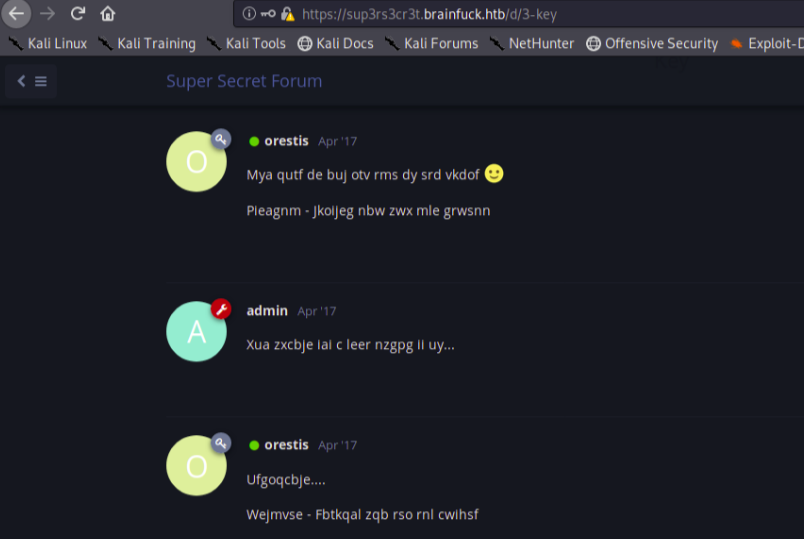 https://sup3rs3cr3t.brainfuck.htb/d/3-key
Kali Linux Kali Training Kali Tools Kali Docs Kali Forums NetHunter Offensive Security Exploit-D
Super Secret Forum
O
orestis Apr '17
Mya qutf de buj otv rms dy srd vkdof
Pieagnm - Jkoijeg nbw zwx mle grwsnn
A
admin Apr '17
Xua zxcbje iai c leer nzgpg ii uy...
O
orestis Apr '17
Ufgoqcbje....
Wejmvse - Fbtkqal zqb rso rnl cwihsf